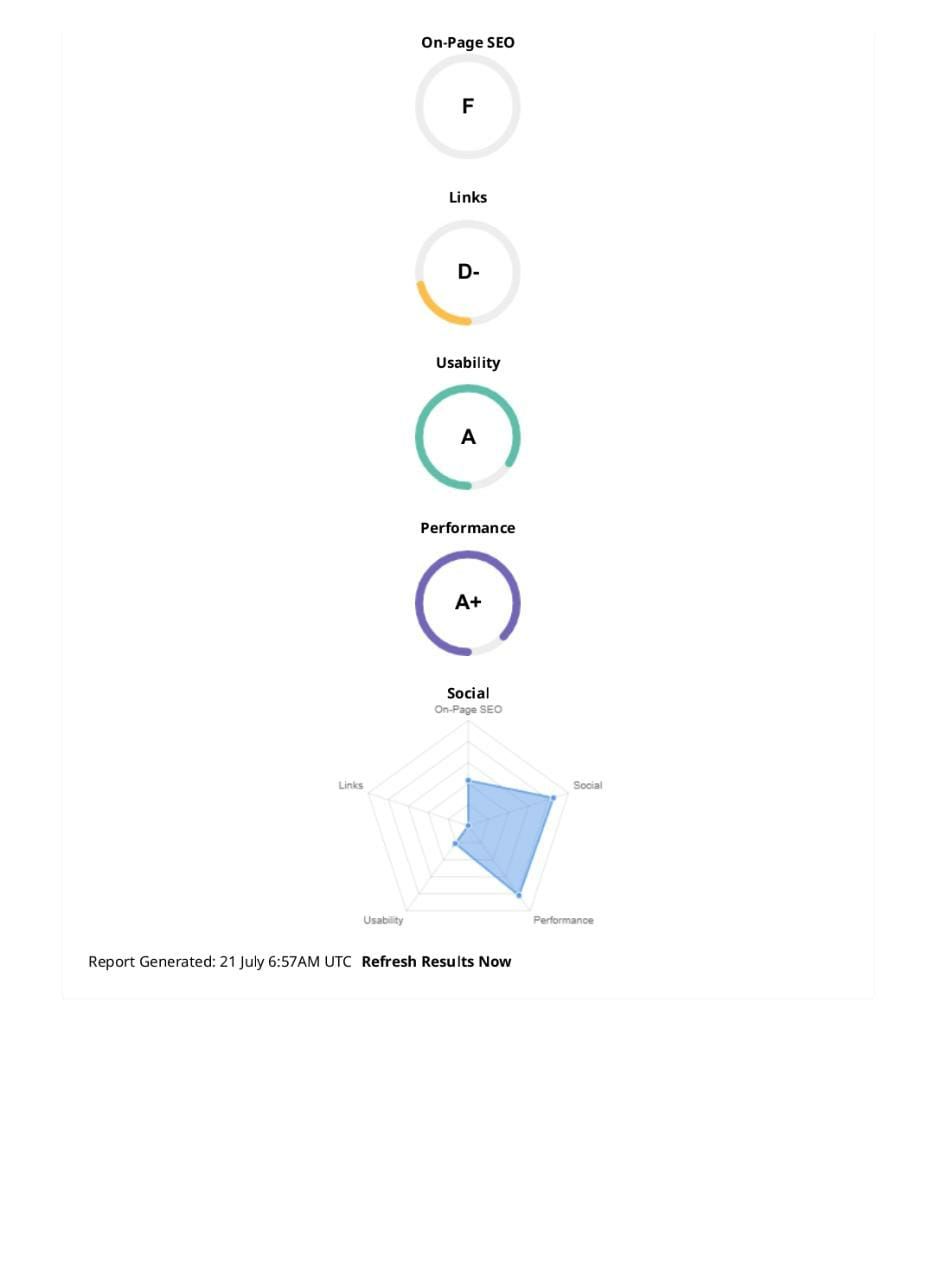 On-Page SEO
F
Links
D-
Usability
A
Performance
A+
Social
On-Page SEO
Links
Social
Usability
Performance
Report Generated: 21 July 6:57AM UTC Refresh Results Now